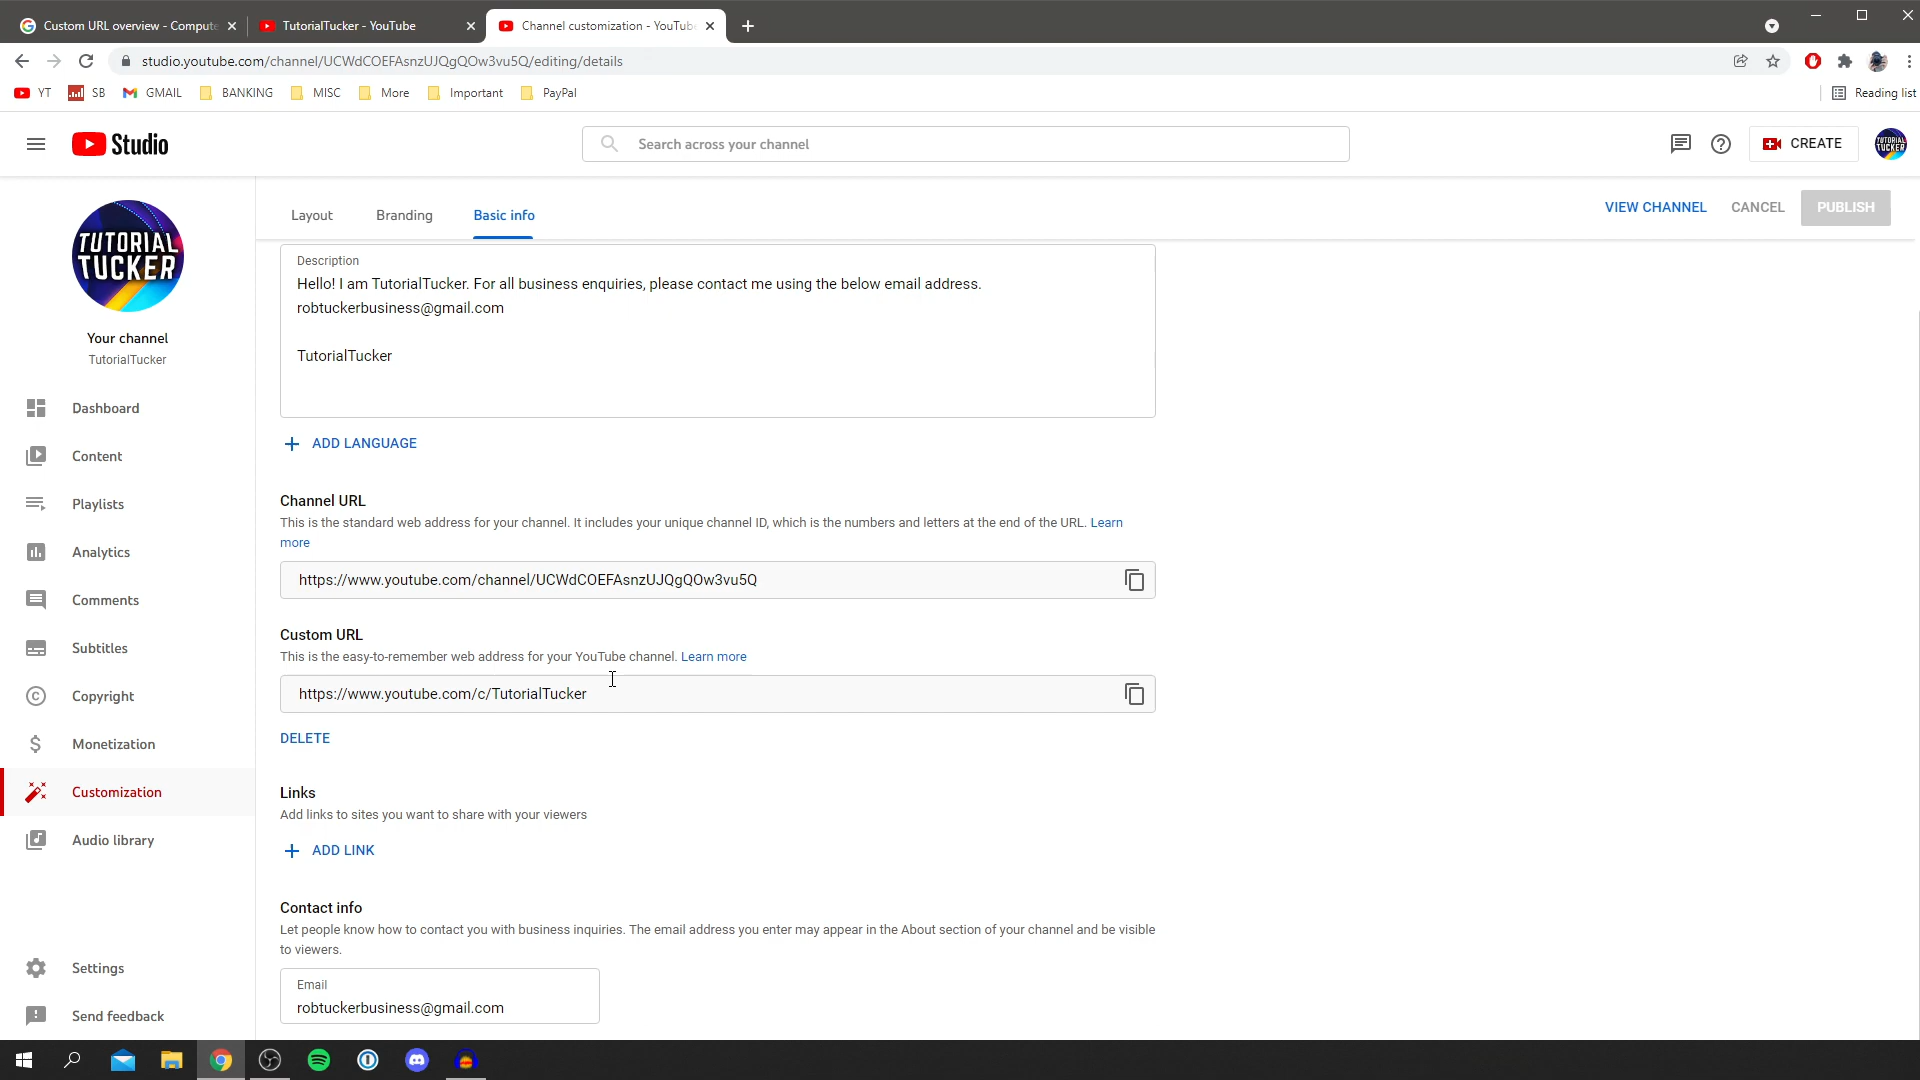 Custom URL overview - Compute
TutorialTucker - YouTube
Channel customization - YouTube
studio.youtube.com/channel/UCWdCOEFAsnzUJQgQOw3vu5Q/editing/details
YT
SB
GMAIL
BANKING
MISC
More
Important
PayPal
Reading list
Studio
Search across your channel
CREATE
TUTORIAL
TUCKER
Layout
Branding
Basic info
VIEW CHANNEL
CANCEL
PUBLISH
TUTORIAL
TUCKER
Your channel
TutorialTucker
Dashboard
Content
Playlists
Analytics
Comments
Subtitles
Copyright
Monetization
Customization
Audio library
Settings
Send feedback
Description
Hello! I am TutorialTucker. For all business enquiries, please contact me using the below email address.
robtuckerbusiness@gmail.com
TutorialTucker
ADD LANGUAGE
Channel URL
This is the standard web address for your channel. It includes your unique channel ID, which is the numbers and letters at the end of the URL. Learn
more
https://www.youtube.com/channel/UCWdCOEFAsnzUJQgQOw3vu5Q
Custom URL
This is the easy-to-remember web address for your YouTube channel. Learn more
https://www.youtube.com/c/TutorialTucker
DELETE
Links
Add links to sites you want to share with your viewers
ADD LINK
Contact info
Let people know how to contact you with business inquiries. The email address you enter may appear in the About section of your channel and be visible
to viewers.
Email
robtuckerbusiness@gmail.com